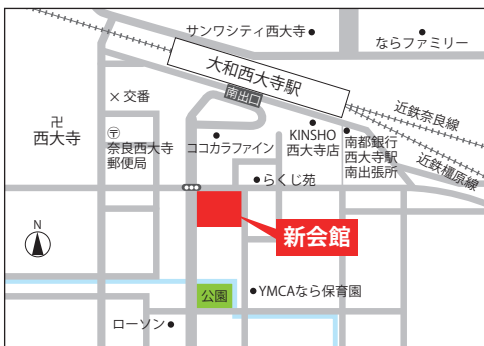 サンワシティ西大寺
ならファミリー
大和西大寺駅
南出口
×交番
近鉄奈良線
卍
西大寺
〒
奈良西大寺
郵便局
ココカラファイン
KINSHO
西大寺店
南都銀行
西大寺駅
南出張所
近鉄橿原線
らくじ苑
N
新会館
公園
YMCAなら保育園
ローソン